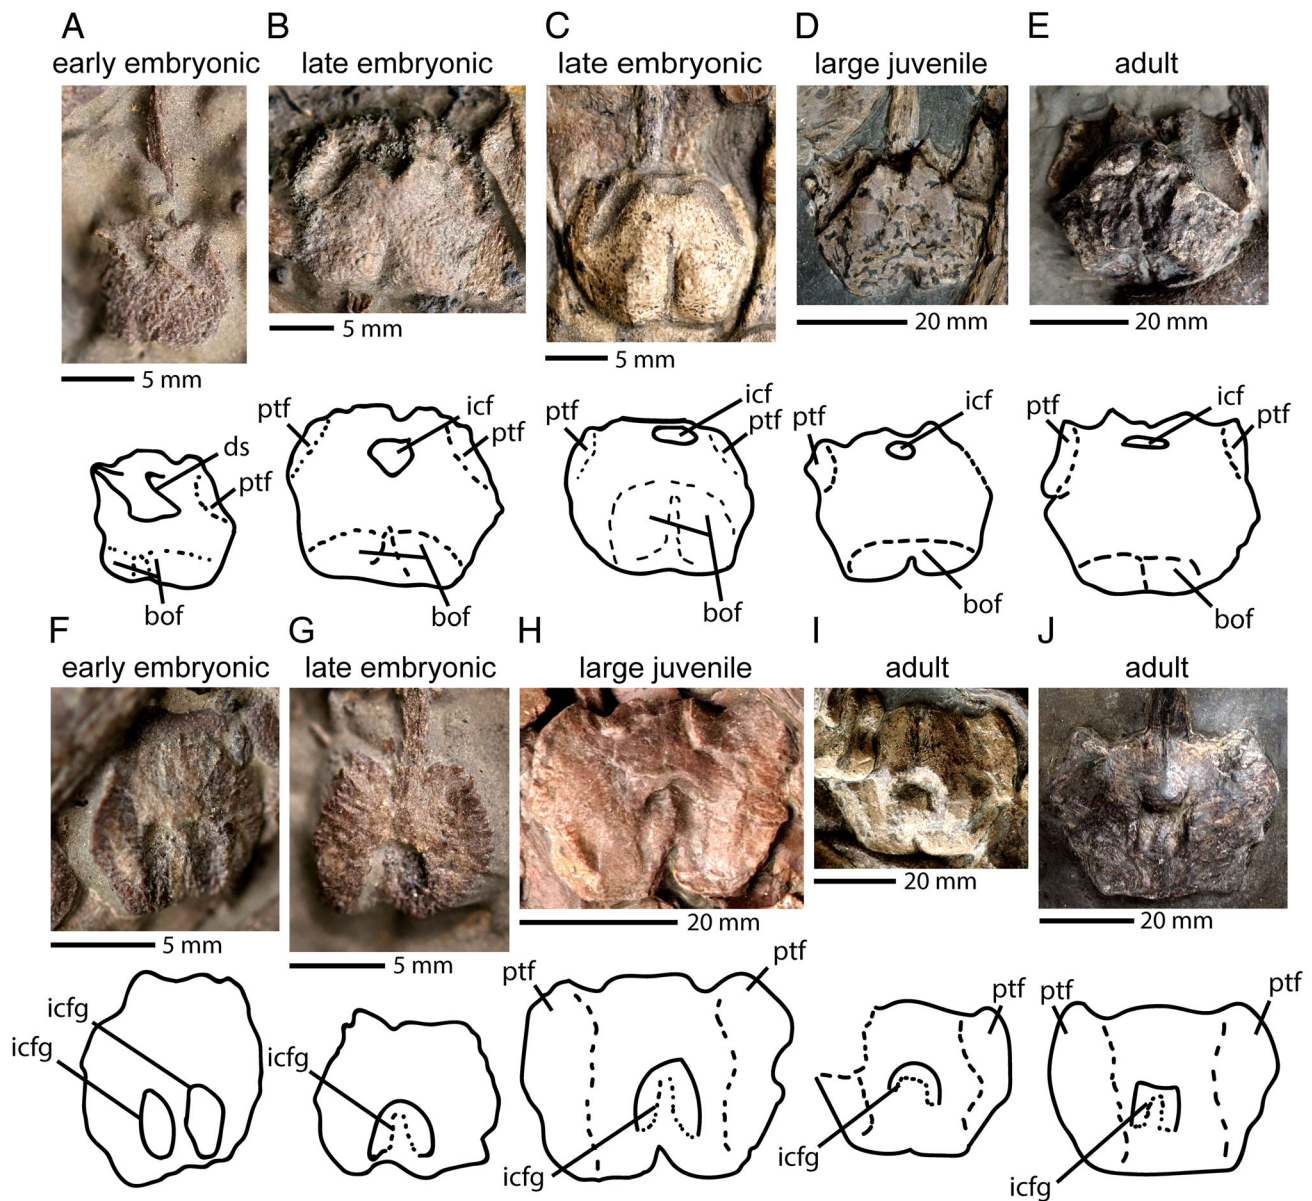 A
early embryonic
B
late embryonic
C
late embryonic
D
large juvenile
E
adult
5 mm
5 mm
5 mm
20 mm
20 mm
ds
ptf
bof
ptf
icf
ptf
bof
ptf
icf
ptf
bof
ptf
icf
bof
ptf
icf
ptf
bof
F
early embryonic
G
late embryonic
H
large juvenile
I
adult
J
adult
5 mm
5 mm
20 mm
20 mm
20 mm
icfg
icfg
icfg
ptf
ptf
icfg
ptf
icfg
ptf
ptf
icfg